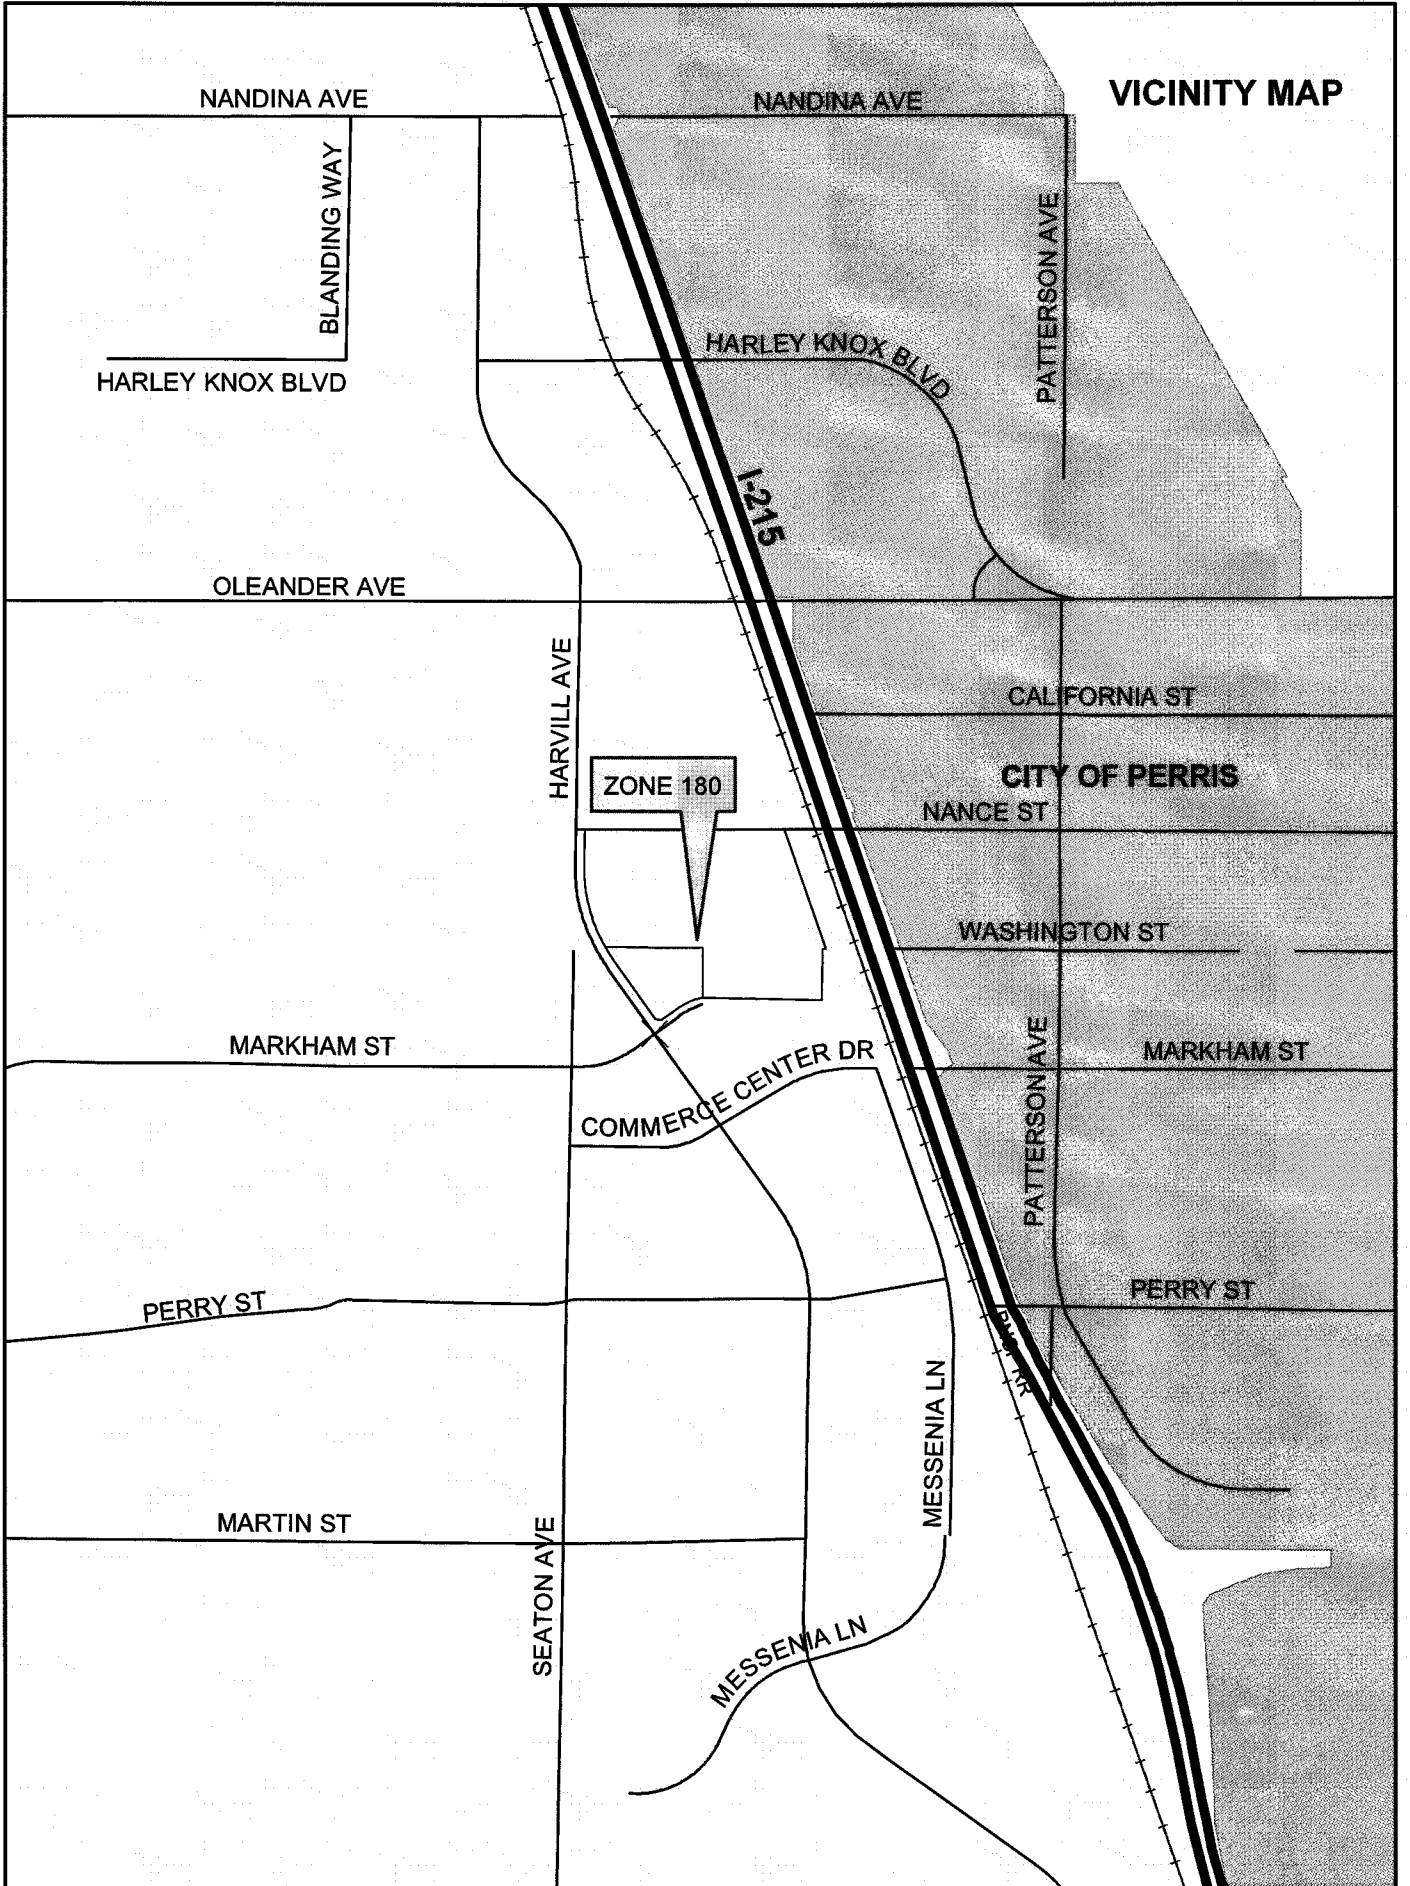 VICINITY MAP
NANDINA AVE
NANDINA AVE
BLANDING WAY
PATTERSON AVE
HARLEY KNOX BLVD
HARLEY KNOX BLVD
I-215
OLEANDER AVE
HARVILL AVE
CALIFORNIA ST
CITY OF PERRIS
ZONE 180
NANCE ST
WASHINGTON ST
MARKHAM ST
MARKHAM ST
COMMERCE CENTER DR
PATTERSON AVE
PERRY ST
PERRY ST
RR
MESSENIA LN
MARTIN ST
SEATON AVE
MESSENIA LN